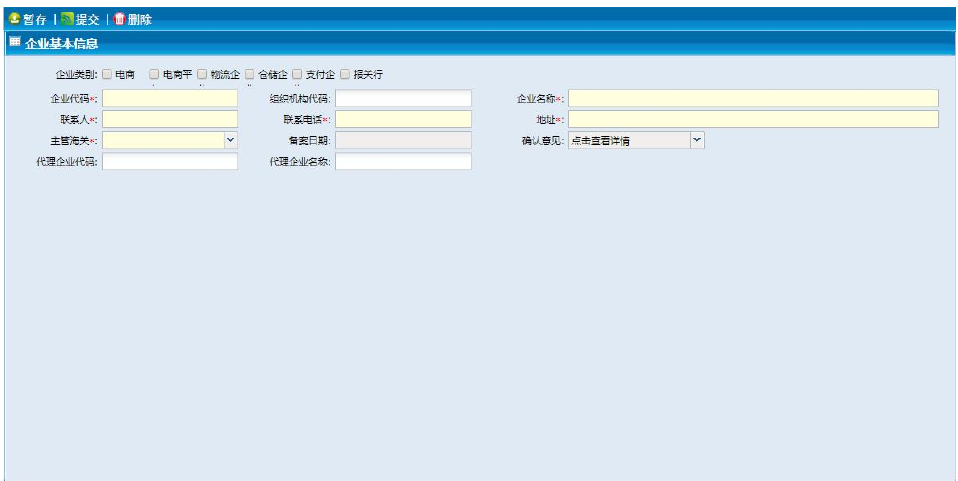 暂存 | 提交 | 删除
企业基本信息
企业类别: 电商 电商平 物流企 仓储企 支付企 报关行
企业代码*: 组织机构代码: 企业名称*:
联系人*: 联系电话*: 地址*:
主管海关*: 备案日期: 确认意见: 点击查看详情
代理企业代码: 代理企业名称: